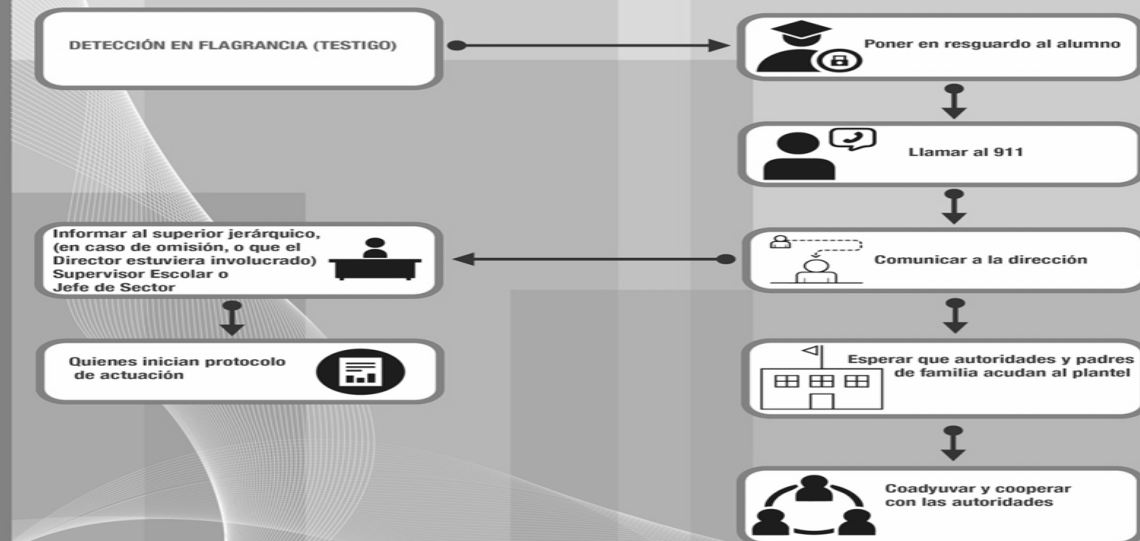 DETECCIÓN EN FLAGRANCIA (TESTIGO)
Poner en resguardo al alumno
Llamar al 911
Comunicar a la dirección
Informar al superior jerárquico,
(en caso de omisión, o que el
Director estuviera involucrado)
Supervisor Escolar o
Jefe de Sector
Quienes inician protocolo
de actuación
Esperar que autoridades y padres
de familia acudan al plantel
Coadyuvar y cooperar
con las autoridades